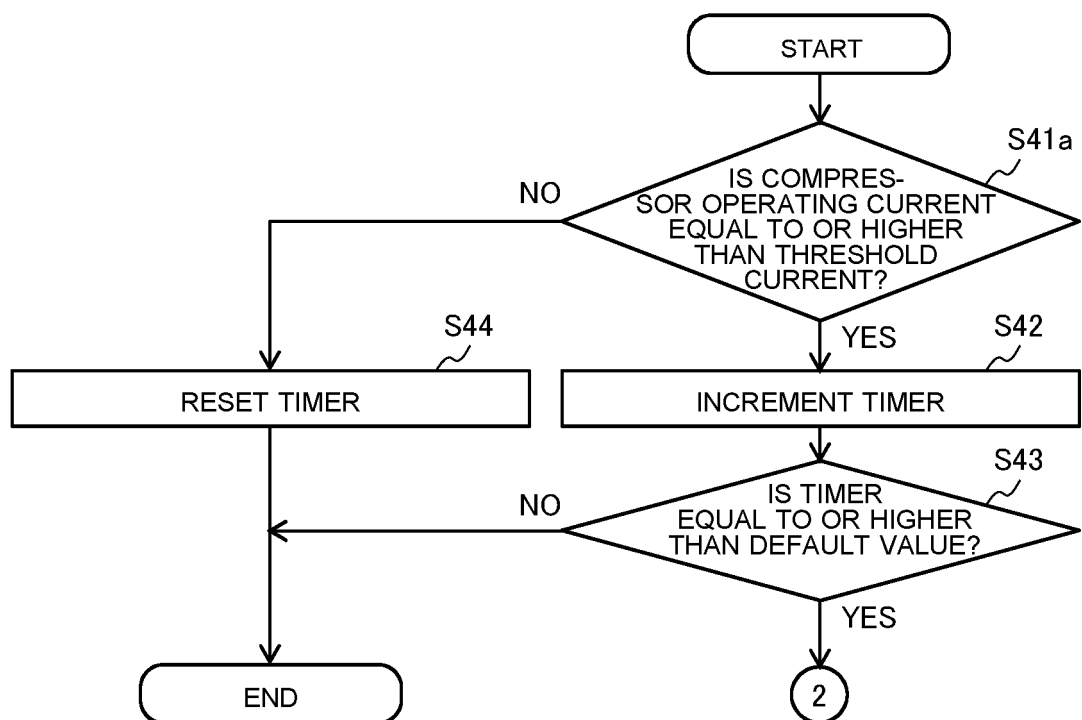 START
S41a
IS COMPRES-
SOR OPERATING CURRENT
EQUAL TO OR HIGHER
THAN THRESHOLD
CURRENT?
NO
YES
S44
RESET TIMER
S42
INCREMENT TIMER
S43
IS TIMER
EQUAL TO OR HIGHER
THAN DEFAULT VALUE?
NO
YES
END
2